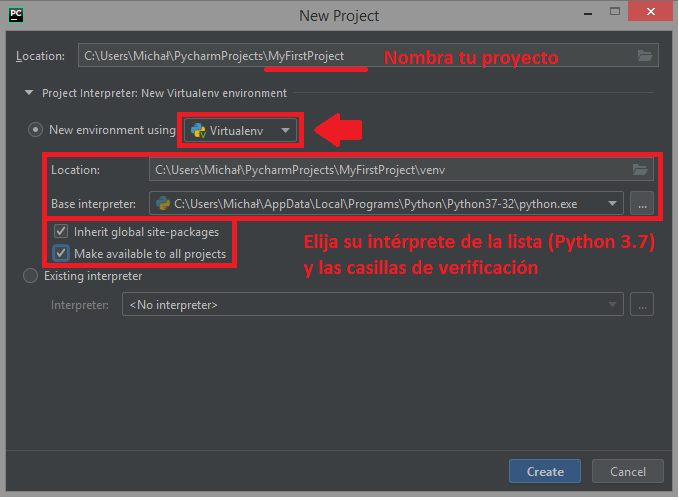 PC
New Project
Location: C:\Users\Michał\PycharmProjects\MyFirstProject
Nombra tu proyecto
Project Interpreter: New Virtualenv environment
New environment using Virtualenv
Location: C:\Users\Michał\PycharmProjects\MyFirstProject\venv
Base interpreter: C:\Users\Michał\AppData\Local\Programs\Python\Python37-32\python.exe ...
Inherit global site-packages
Make available to all projects
Elija su intérprete de la lista (Python 3.7)
y las casillas de verificación
Existing interpreter
Interpreter: <No interpreter> ...
Create Cancel